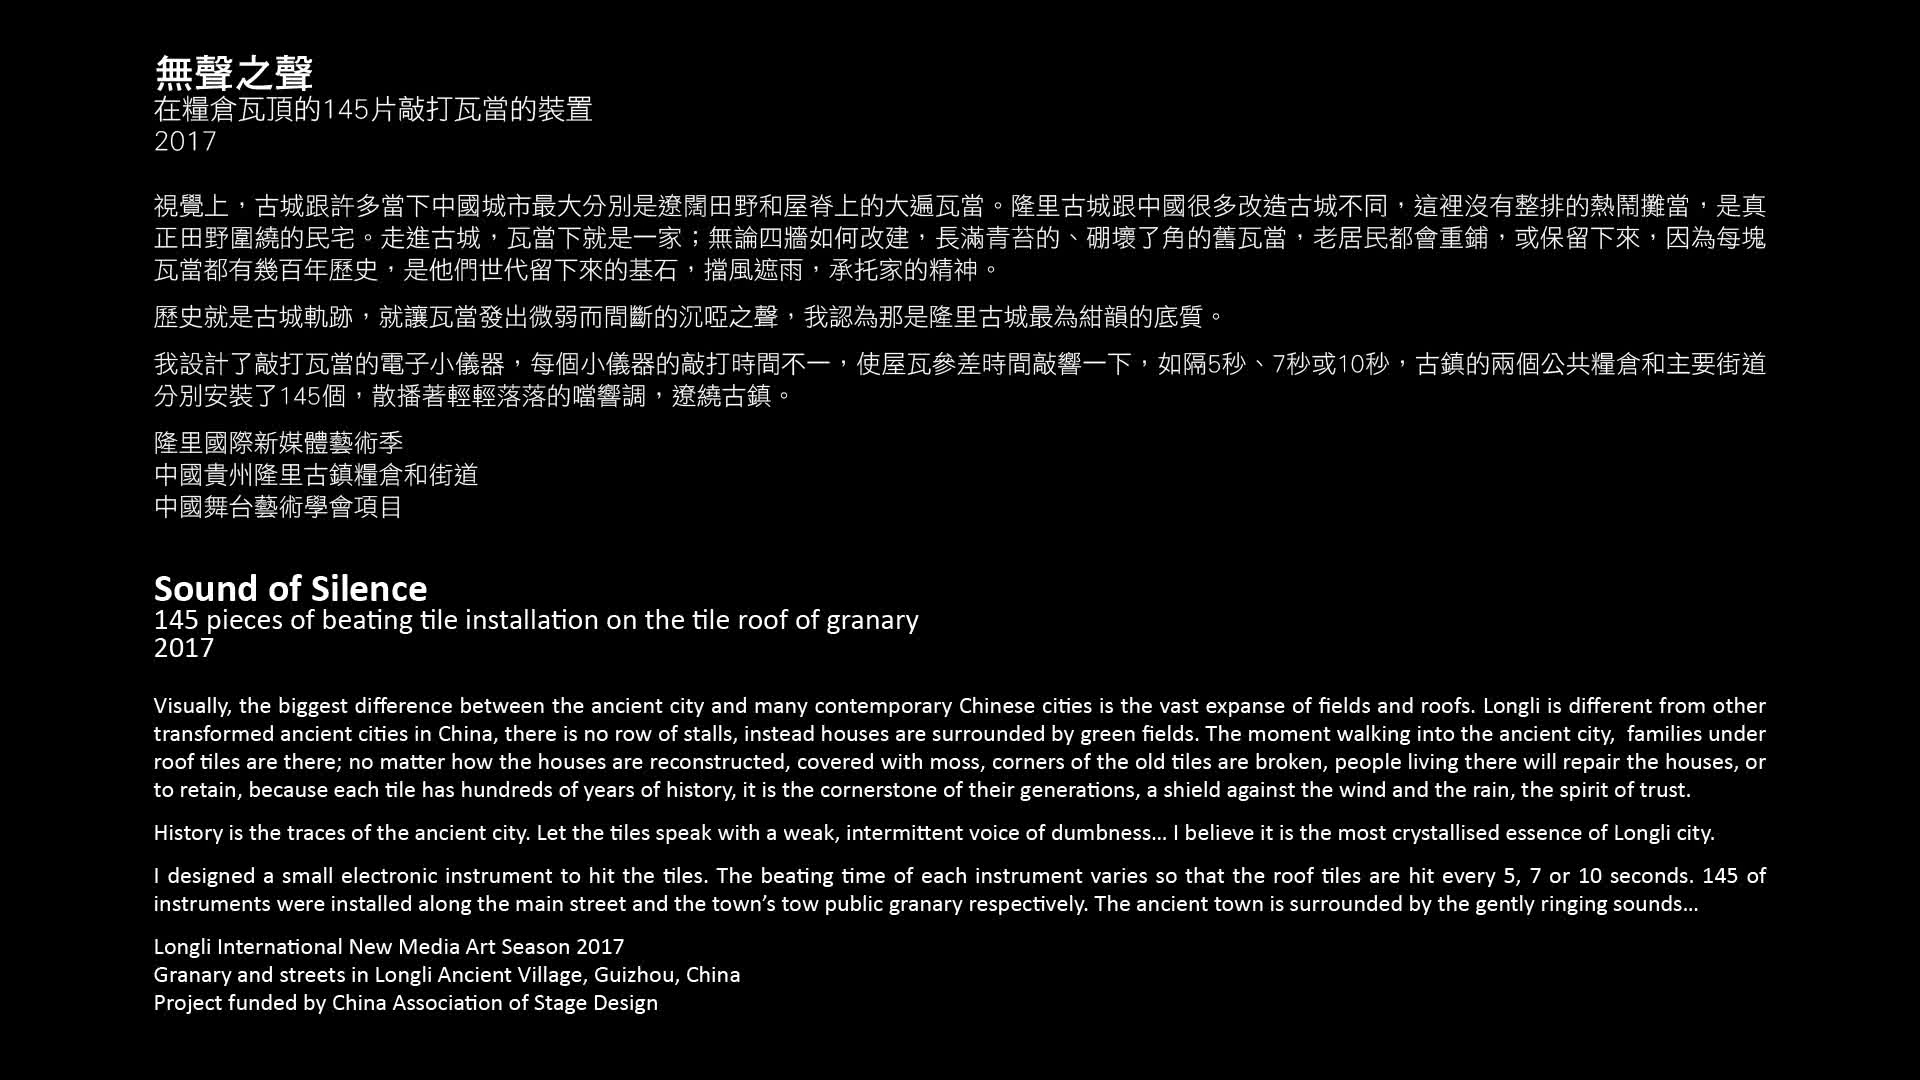 無聲之聲
在糧倉瓦頂的145片敲打瓦當的裝置
2017
視覺上，古城跟許多當下中國城市最大分別是遼闊田野和屋脊上的大遍瓦當。隆里古城跟中國很多改造古城不同，這裡沒有整排的熱鬧攤當，是真
正田野圍繞的民宅。走進古城，瓦當下就是一家；無論四牆如何改建，長滿青苔的、硼壞了角的舊瓦當，老居民都會重鋪，或保留下來，因為每塊
瓦當都有幾百年歷史，是他們世代留下來的基石，擋風遮雨，承托家的精神。
歷史就是古城軌跡，就讓瓦當發出微弱而間斷的沉啞之聲，我認為那是隆里古城最為紺韻的底質。
我設計了敲打瓦當的電子小儀器，每個小儀器的敲打時間不一，使屋瓦參差時間敲響一下，如隔5秒、7秒或10秒，古鎮的兩個公共糧倉和主要街道
分別安裝了145個，散播著輕輕落落的噹響調，遼繞古鎮。
隆里國際新媒體藝術季
中國貴州隆里古鎮糧倉和街道
中國舞台藝術學會項目
Sound of Silence
145 pieces of beating tile installation on the tile roof of granary
2017
Visually, the biggest difference between the ancient city and many contemporary Chinese cities is the vast expanse of fields and roofs. Longli is different from other
transformed ancient cities in China, there is no row of stalls, instead houses are surrounded by green fields. The moment walking into the ancient city,  families under
roof tiles are there; no matter how the houses are reconstructed, covered with moss, corners of the old tiles are broken, people living there will repair the houses, or
to retain, because each tile has hundreds of years of history, it is the cornerstone of their generations, a shield against the wind and the rain, the spirit of trust.
History is the traces of the ancient city. Let the tiles speak with a weak, intermittent voice of dumbness... I believe it is the most crystallised essence of Longli city.
I designed a small electronic instrument to hit the tiles. The beating time of each instrument varies so that the roof tiles are hit every 5, 7 or 10 seconds. 145 of
instruments were installed along the main street and the town’s tow public granary respectively. The ancient town is surrounded by the gently ringing sounds...
Longli International New Media Art Season 2017
Granary and streets in Longli Ancient Village, Guizhou, China
Project funded by China Association of Stage Design